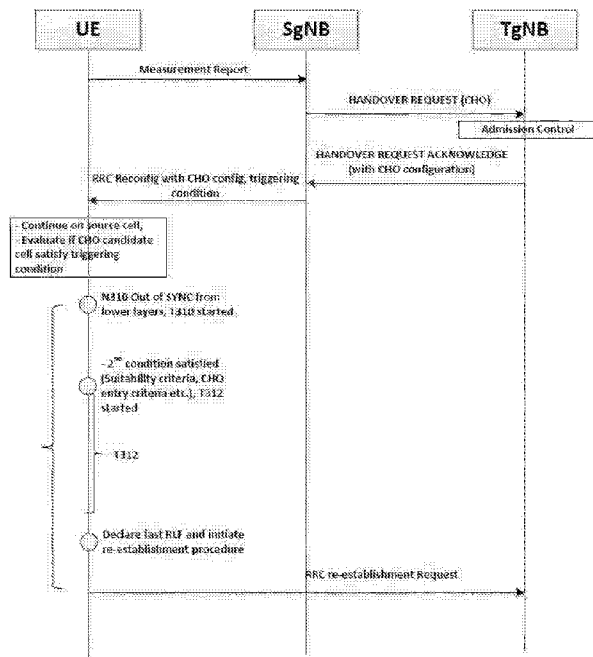 UE
SgNB
TgNB
Measurement Report
HANDOVER REQUEST (CHO)
Admission Control
HANDOVER REQUEST ACKNOWLEDGE
(with CHO configuration)
RRC Reconfig with CHO config, triggering
condition
- Continue on source cell,
- Evaluate if CHO candidate
cell satisfy triggering
condition
N310 Out of SYNC from
lower layers, T310 started
- 2nd condition satisfied
(Suitability criteria, CHO
entry criteria etc.), T312
started
T312
Declare fast RLF and initiate
re-establishment procedure
RRC re-establishment Request